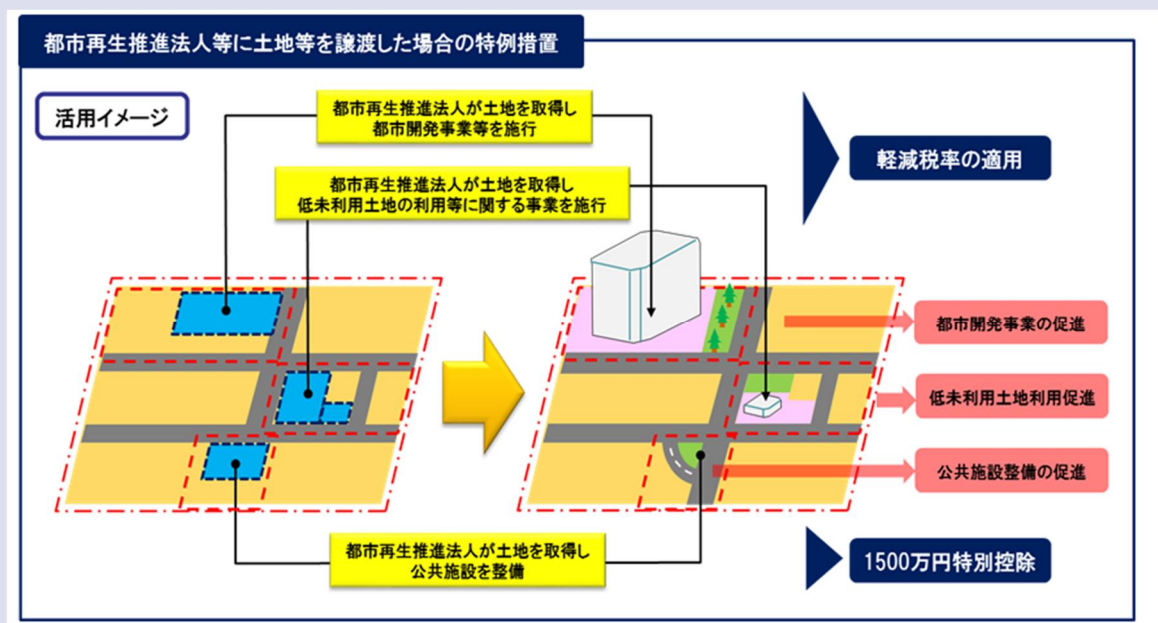 都市再生推進法人等に土地等を譲渡した場合の特例措置
活用イメージ
都市再生推進法人が土地を取得し
都市開発事業等を施行
軽減税率の適用
都市再生推進法人が土地を取得し
低未利用土地の利用等に関する事業を施行
都市開発事業の促進
低未利用土地利用促進
公共施設整備の促進
都市再生推進法人が土地を取得し
公共施設を整備
1500万円特別控除